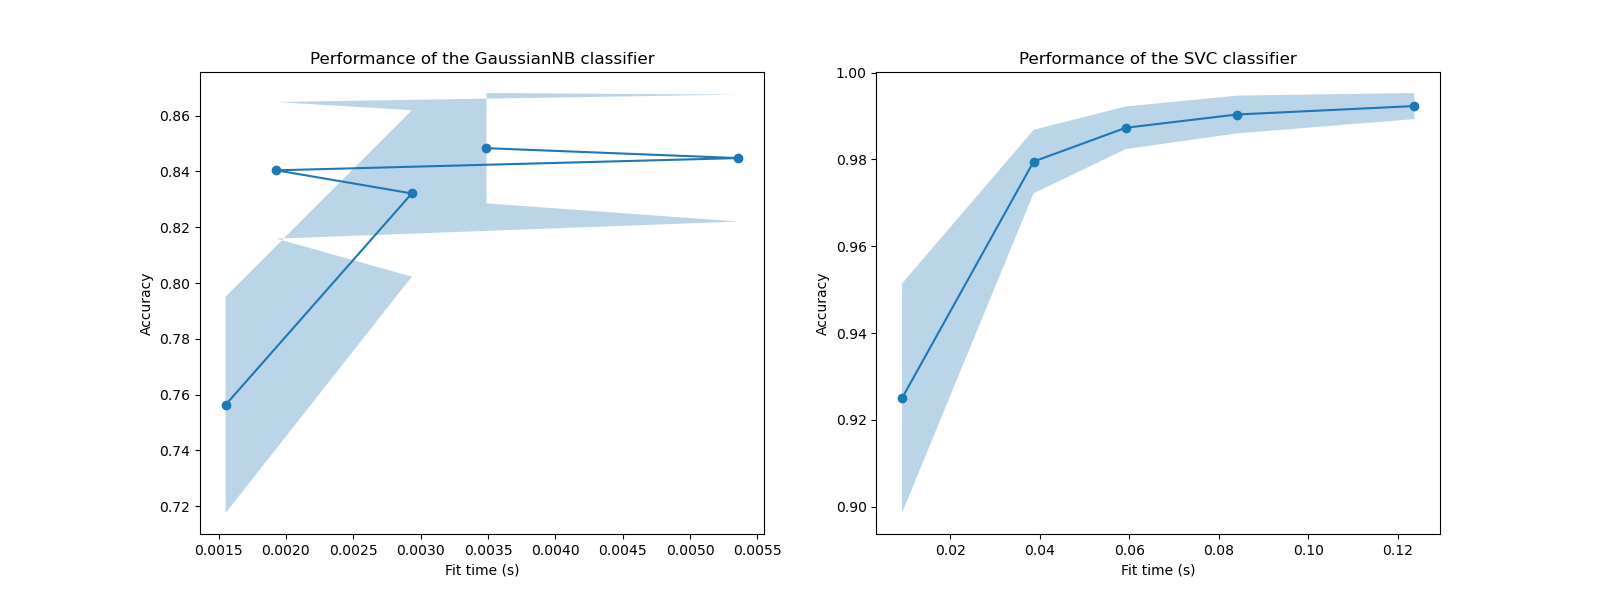 Performance of the GaussianNB classifier
Accuracy
0.86
0.84
0.82
0.80
0.78
0.76
0.74
0.72
0.0015 0.0020 0.0025 0.0030 0.0035 0.0040 0.0045 0.0050 0.0055
Fit time (s)
Performance of the SVC classifier
Accuracy
1.00
0.98
0.96
0.94
0.92
0.90
0.02 0.04 0.06 0.08 0.10 0.12
Fit time (s)